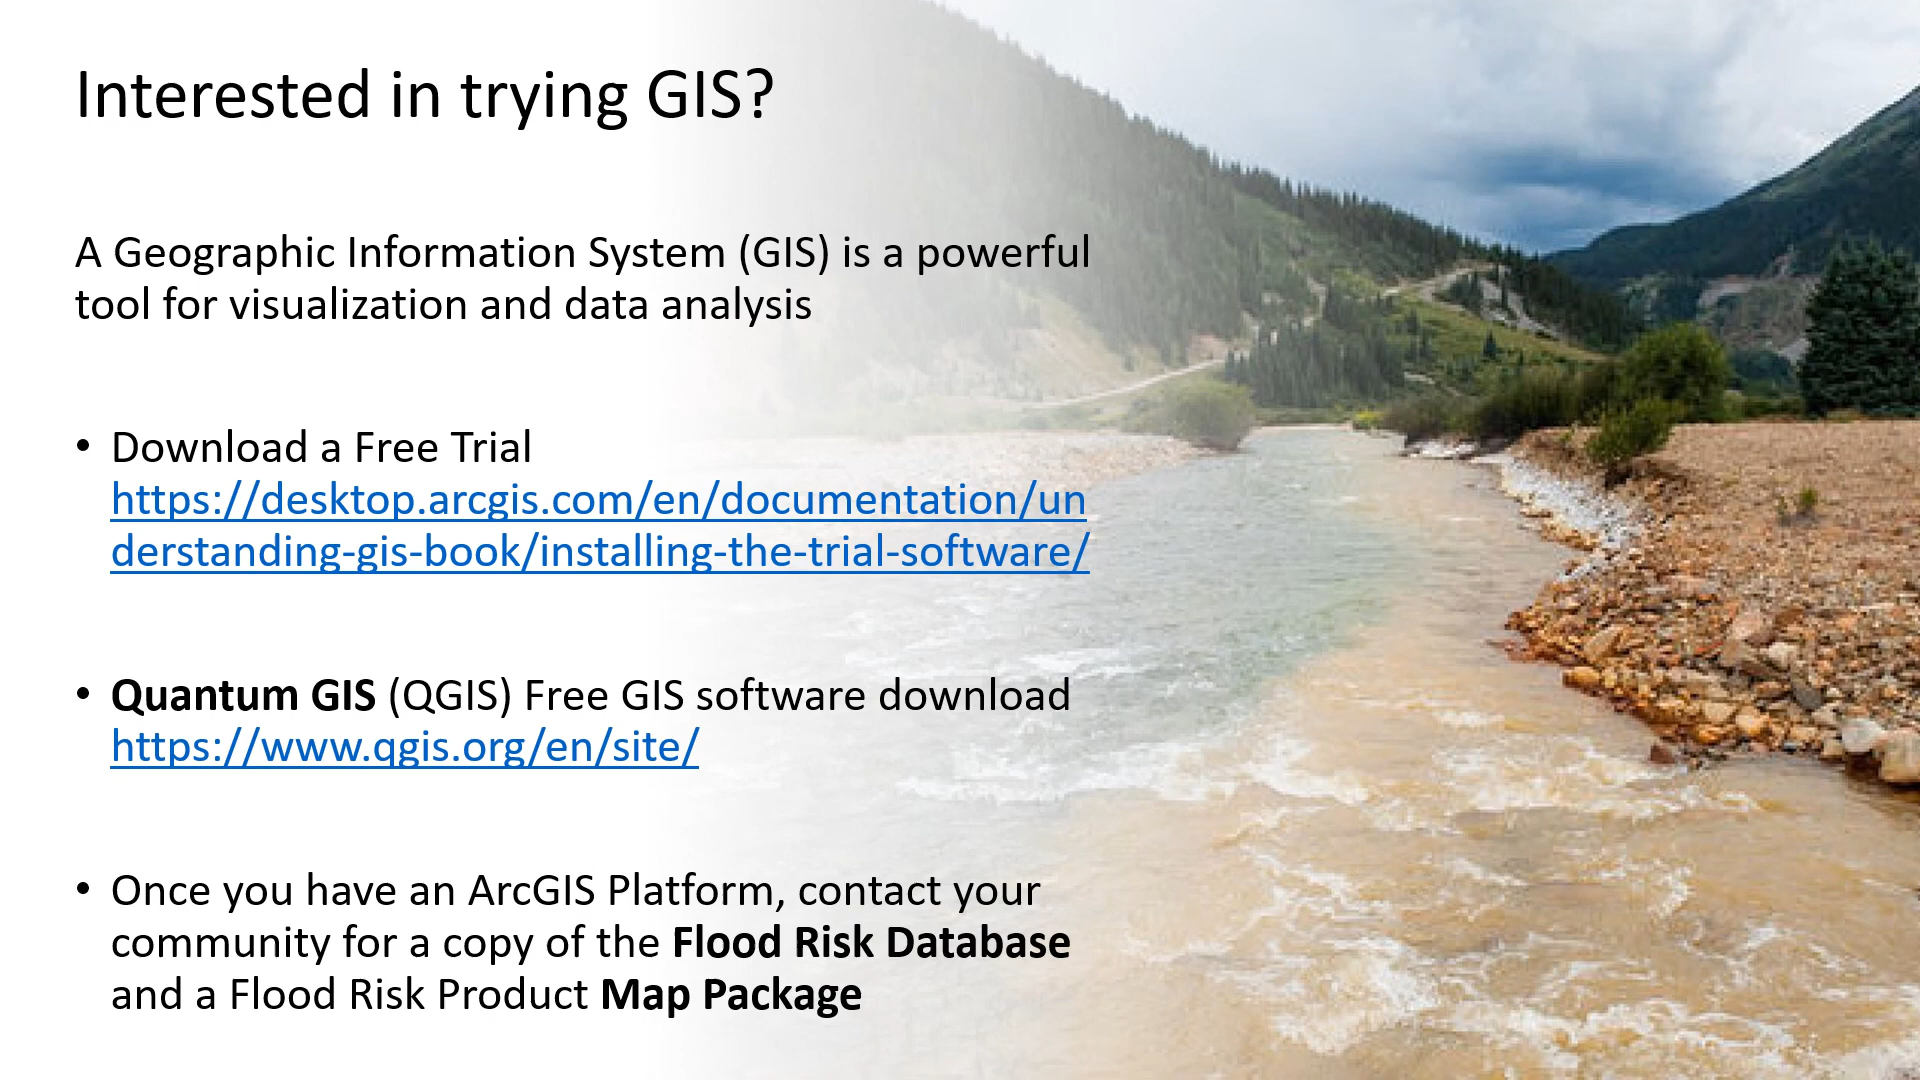 Interested in trying GIS?
A Geographic Information System (GIS) is a powerful
tool for visualization and data analysis
• Download a Free Trial
https://desktop.arcgis.com/en/documentation/un
derstanding-gis-book/installing-the-trial-software/
• Quantum GIS (QGIS) Free GIS software download
https://www.qgis.org/en/site/
• Once you have an ArcGIS Platform, contact your
community for a copy of the Flood Risk Database
and a Flood Risk Product Map Package